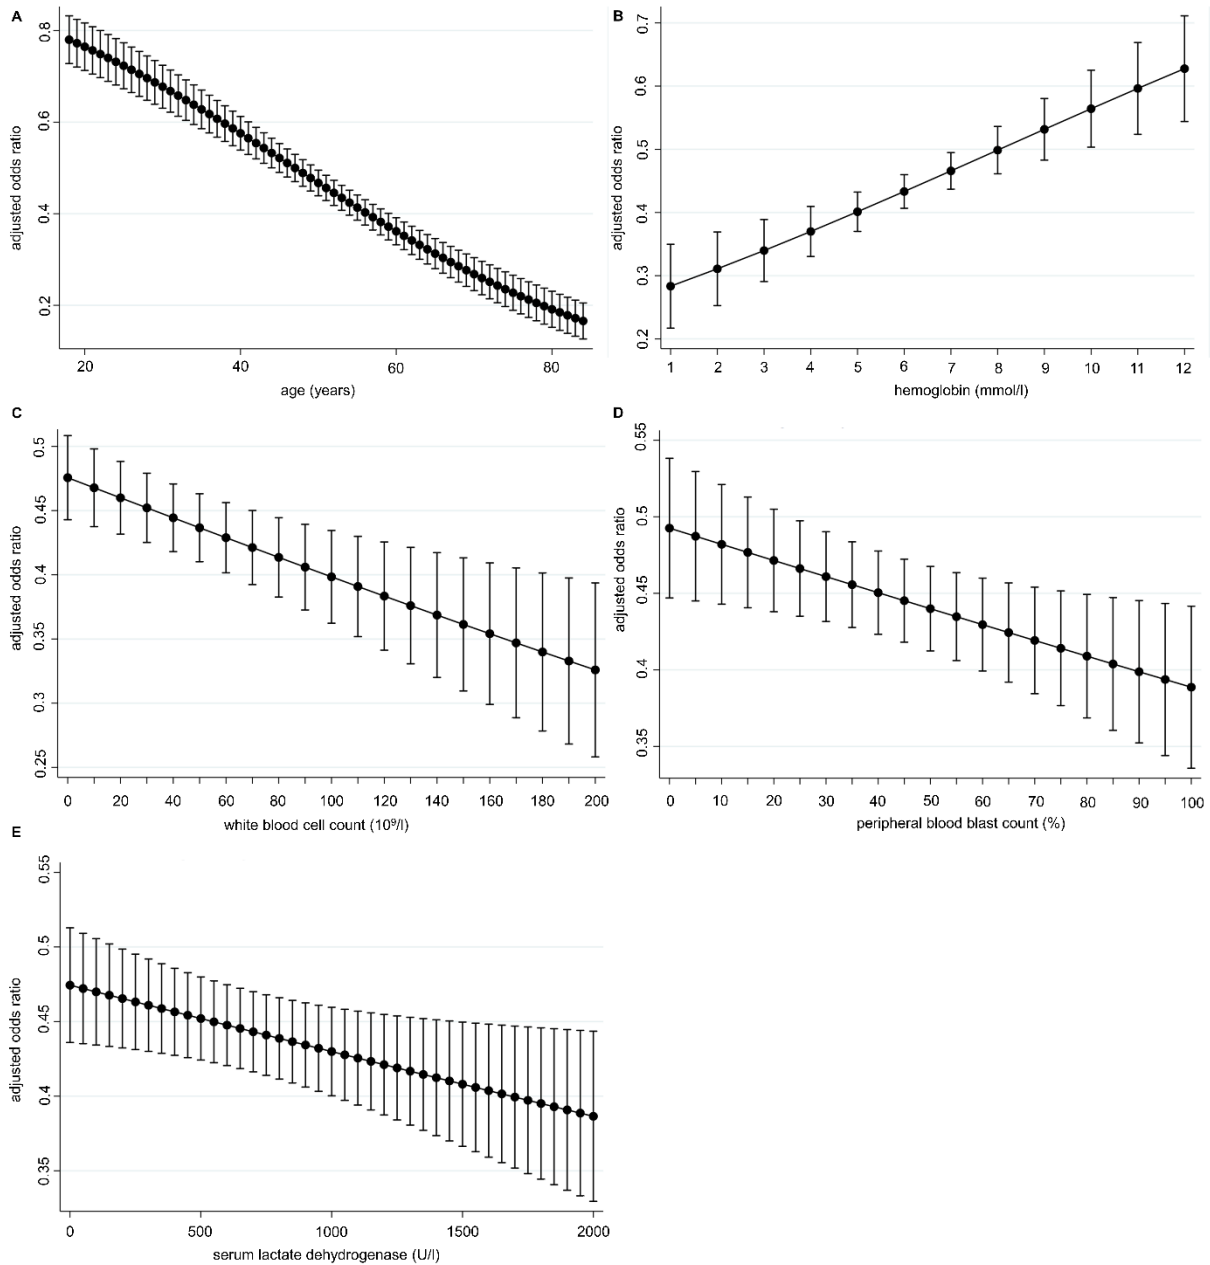 A
adjusted odds ratio
0.8
0.6
0.4
0.2
20 40 60 80
age (years)
B
adjusted odds ratio
0.7
0.6
0.5
0.4
0.3
0.2
1 2 3 4 5 6 7 8 9 10 11 12
hemoglobin (mmol/l)
C
adjusted odds ratio
0.5
0.45
0.4
0.35
0.3
0.25
0 20 40 60 80 100 120 140 160 180 200
white blood cell count (10⁹/l)
D
adjusted odds ratio
0.55
0.5
0.45
0.4
0.35
0 10 20 30 40 50 60 70 80 90 100
peripheral blood blast count (%)
E
adjusted odds ratio
0.55
0.5
0.45
0.4
0.35
0 500 1000 1500 2000
serum lactate dehydrogenase (U/l)